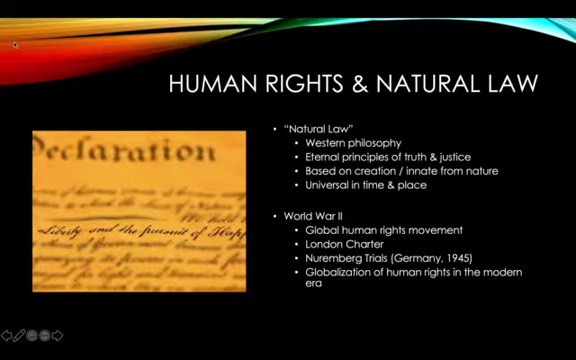 HUMAN RIGHTS & NATURAL LAW
Declaration
Liberty and the pursuit of Happ
• “Natural Law”
• Western philosophy
• Eternal principles of truth & justice
• Based on creation / innate from nature
• Universal in time & place
• World War II
• Global human rights movement
• London Charter
• Nuremberg Trials (Germany, 1945)
• Globalization of human rights in the modern
era